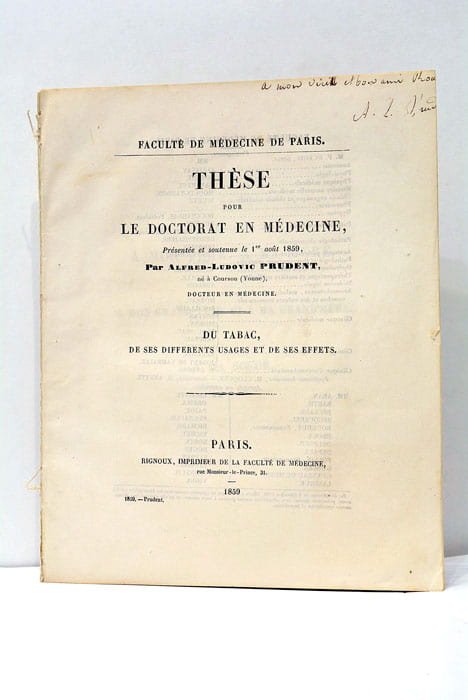 a mon vieil et bon ami
A. L.
FACULTÉ DE MÉDECINE DE PARIS.
THÈSE
POUR
LE DOCTORAT EN MÉDECINE,
Présentée et soutenue le 1er août 1859,
Par ALFRED-LUDOVIC PRUDENT,
né à Courson (Yonne),
DOCTEUR EN MÉDECINE.
DU TABAC,
DE SES DIFFERENTS USAGES ET DE SES EFFETS.
PARIS.
RIGNOUX, IMPRIMEUR DE LA FACULTÉ DE MÉDECINE,
rue Monsieur-le-Prince, 31.
1859
1859. — Prudent.